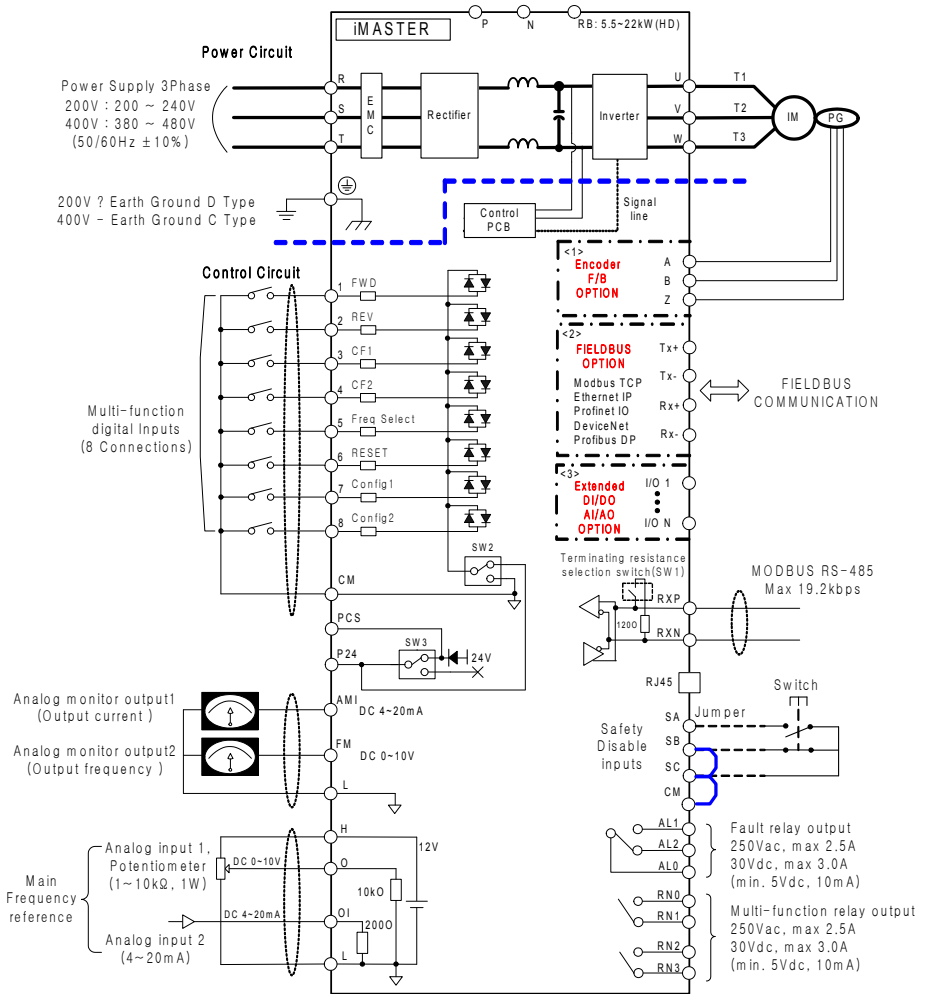 iMASTER
P
N
RB: 5.5~22kW(HD)
Power Circuit
Power Supply 3Phase
200V : 200 ~ 240V
400V : 380 ~ 480V
(50/60Hz ±10%)
R
S
T
E
M
C
Rectifier
Inverter
U
V
W
T1
T2
T3
IM
PG
200V ? Earth Ground D Type
400V - Earth Ground C Type
Control
PCB
Signal
line
Control Circuit
Multi-function
digital Inputs
(8 Connections)
1 FWD
2 REV
3 CF1
4 CF2
5 Freq Select
6 RESET
7 Config1
8 Config2
SW2
CM
PCS
P24
SW3
24V
<1>
Encoder
F/B
OPTION
A
B
Z
<2>
FIELDBUS
OPTION
Modbus TCP
Ethernet IP
Profinet IO
DeviceNet
Profibus DP
Tx+
Tx-
Rx+
Rx-
FIELDBUS
COMMUNICATION
<3>
Extended
DI/DO
AI/AO
OPTION
I/O 1
I/O N
Terminating resistance
selection switch(SW1)
120O
RXP
RXN
MODBUS RS-485
Max 19.2kbps
RJ45
Analog monitor output1
(Output current )
Analog monitor output2
(Output frequency )
AMI
DC 4~20mA
FM
DC 0~10V
L
Safety
Disable
inputs
SA
SB
SC
CM
Jumper
Switch
Main
Frequency
reference
Analog input 1,
Potentiometer
(1~10kΩ, 1W)
Analog input 2
(4~20mA)
DC 0~10V
DC 4~20mA
H
O
OI
L
12V
10kO
200O
AL1
AL2
AL0
Fault relay output
250Vac, max 2.5A
30Vdc, max 3.0A
(min. 5Vdc, 10mA)
RN0
RN1
RN2
RN3
Multi-function relay output
250Vac, max 2.5A
30Vdc, max 3.0A
(min. 5Vdc, 10mA)